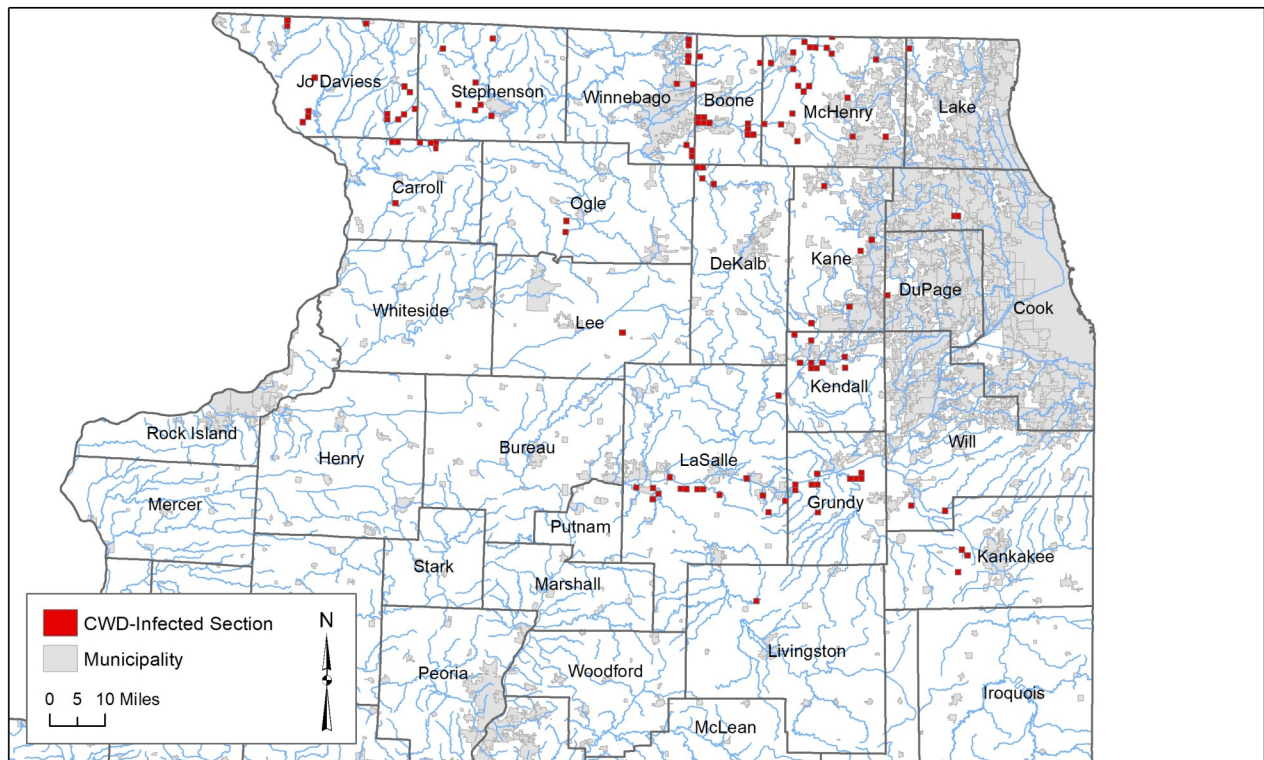 Jo Daviess
Stephenson
Winnebago
Boone
McHenry
Lake
Carroll
Ogle
DeKalb
Kane
DuPage
Cook
Whiteside
Lee
Kendall
Rock Island
Henry
Bureau
LaSalle
Will
Mercer
Putnam
Grundy
Stark
Marshall
Kankakee
Peoria
Woodford
Livingston
Iroquois
McLean
CWD-Infected Section
Municipality
0 5 10 Miles
N